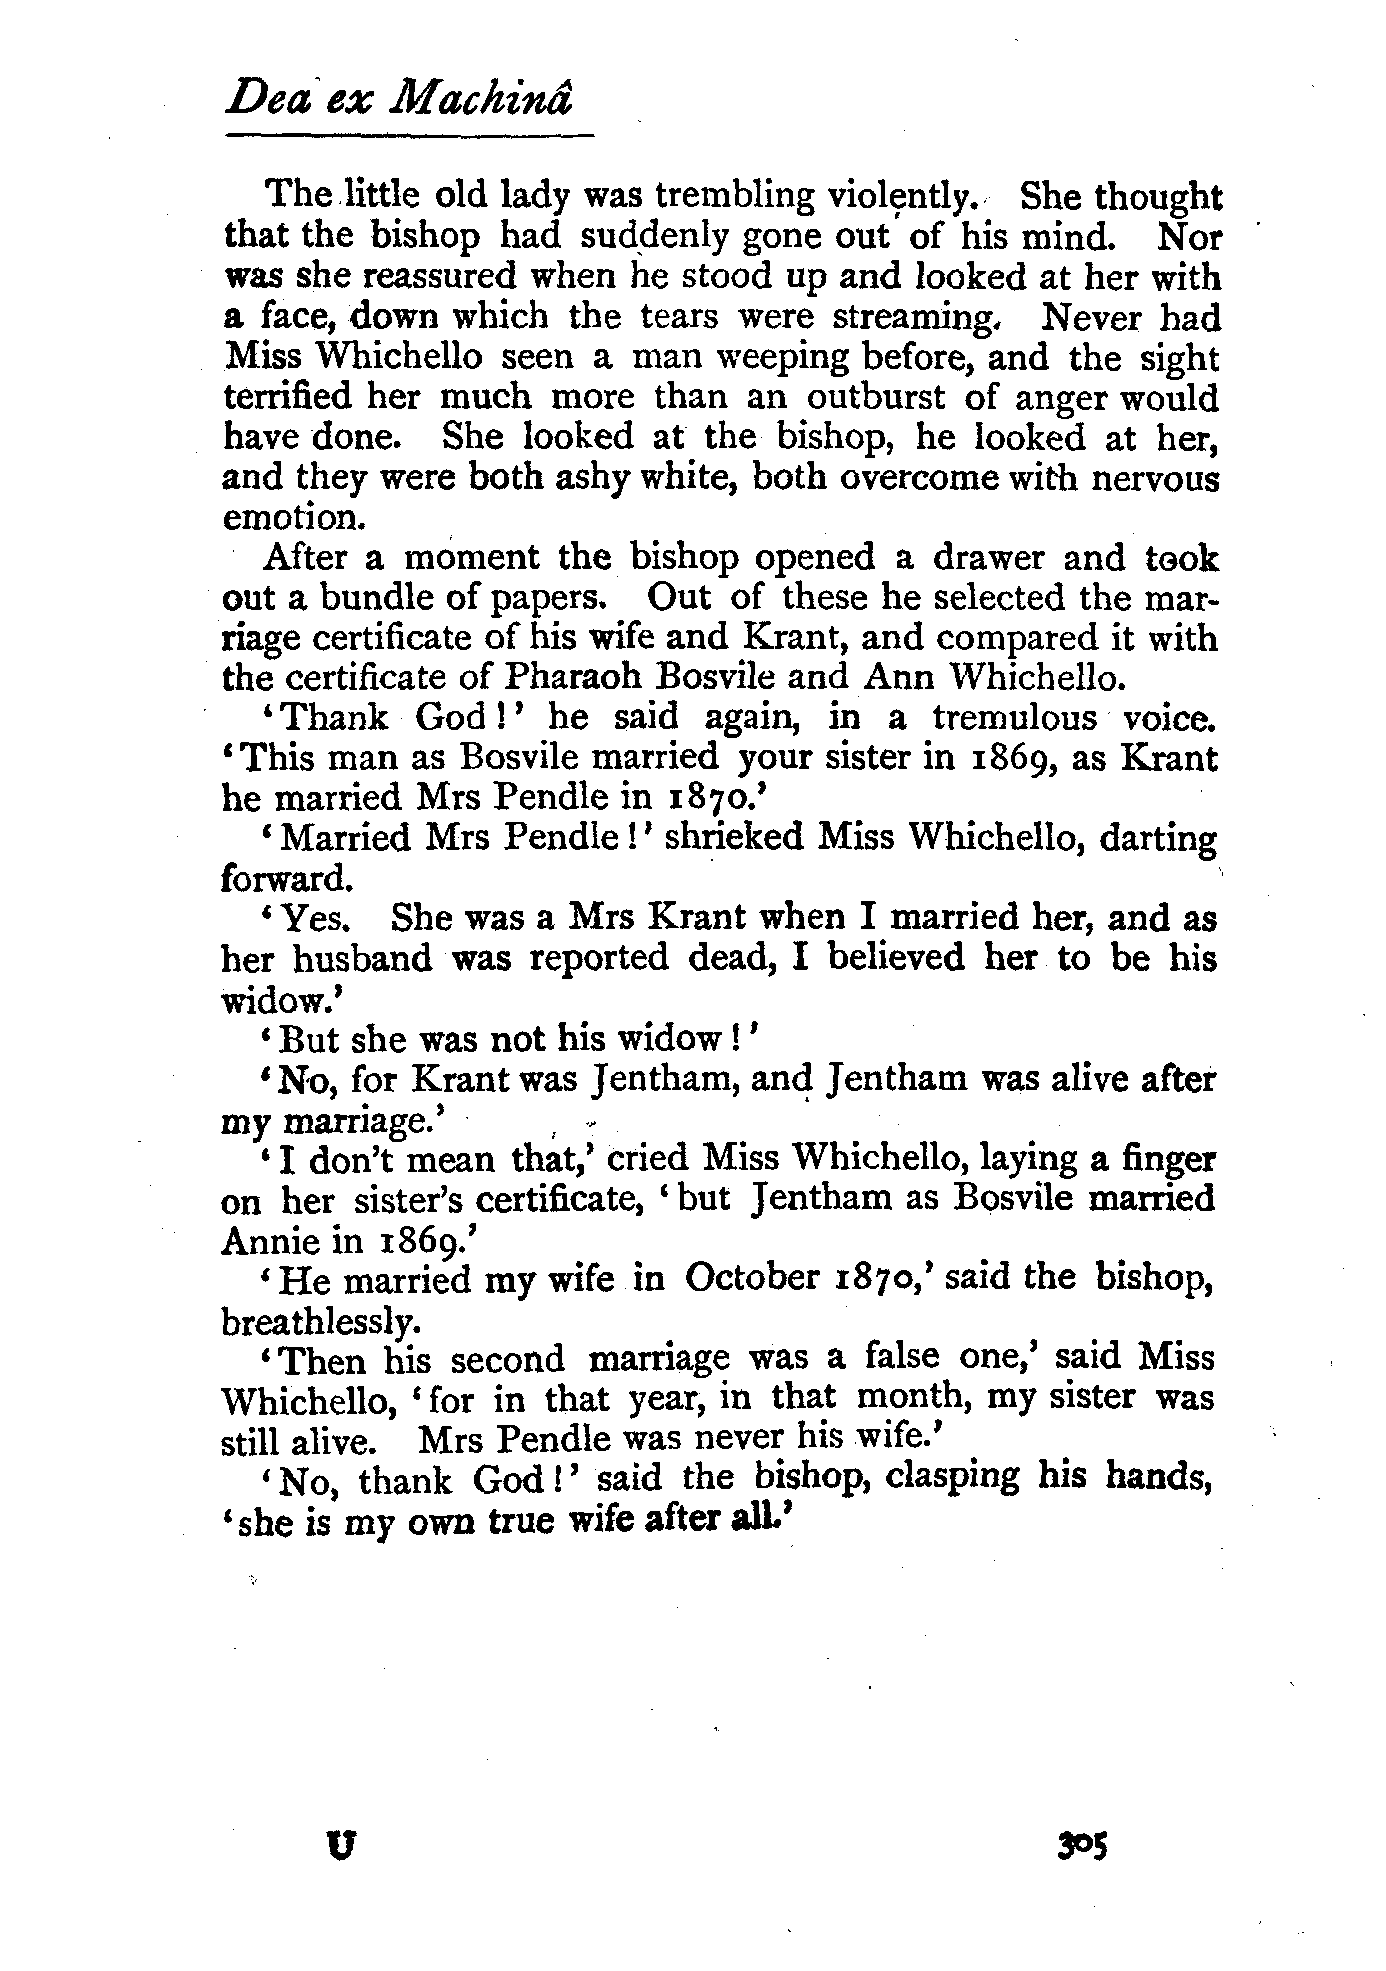 Dea ex Machinâ
The little old lady was trembling violently. She thought
that the bishop had suddenly gone out of his mind. Nor
was she reassured when he stood up and looked at her with
a face, down which the tears were streaming. Never had
Miss Whichello seen a man weeping before, and the sight
terrified her much more than an outburst of anger would
have done. She looked at the bishop, he looked at her,
and they were both ashy white, both overcome with nervous
emotion.
After a moment the bishop opened a drawer and took
out a bundle of papers. Out of these he selected the mar-
riage certificate of his wife and Krant, and compared it with
the certificate of Pharaoh Bosvile and Ann Whichello.
‘Thank God!’ he said again, in a tremulous voice.
‘This man as Bosvile married your sister in 1869, as Krant
he married Mrs Pendle in 1870.’
‘Married Mrs Pendle!’ shrieked Miss Whichello, darting
forward.
‘Yes. She was a Mrs Krant when I married her, and as
her husband was reported dead, I believed her to be his
widow.’
‘But she was not his widow!’
‘No, for Krant was Jentham, and Jentham was alive after
my marriage.’
‘I don’t mean that,’ cried Miss Whichello, laying a finger
on her sister’s certificate, ‘but Jentham as Bosvile married
Annie in 1869.’
‘He married my wife in October 1870,’ said the bishop,
breathlessly.
‘Then his second marriage was a false one,’ said Miss
Whichello, ‘for in that year, in that month, my sister was
still alive. Mrs Pendle was never his wife.’
‘No, thank God!’ said the bishop, clasping his hands,
‘she is my own true wife after all.’
U 305